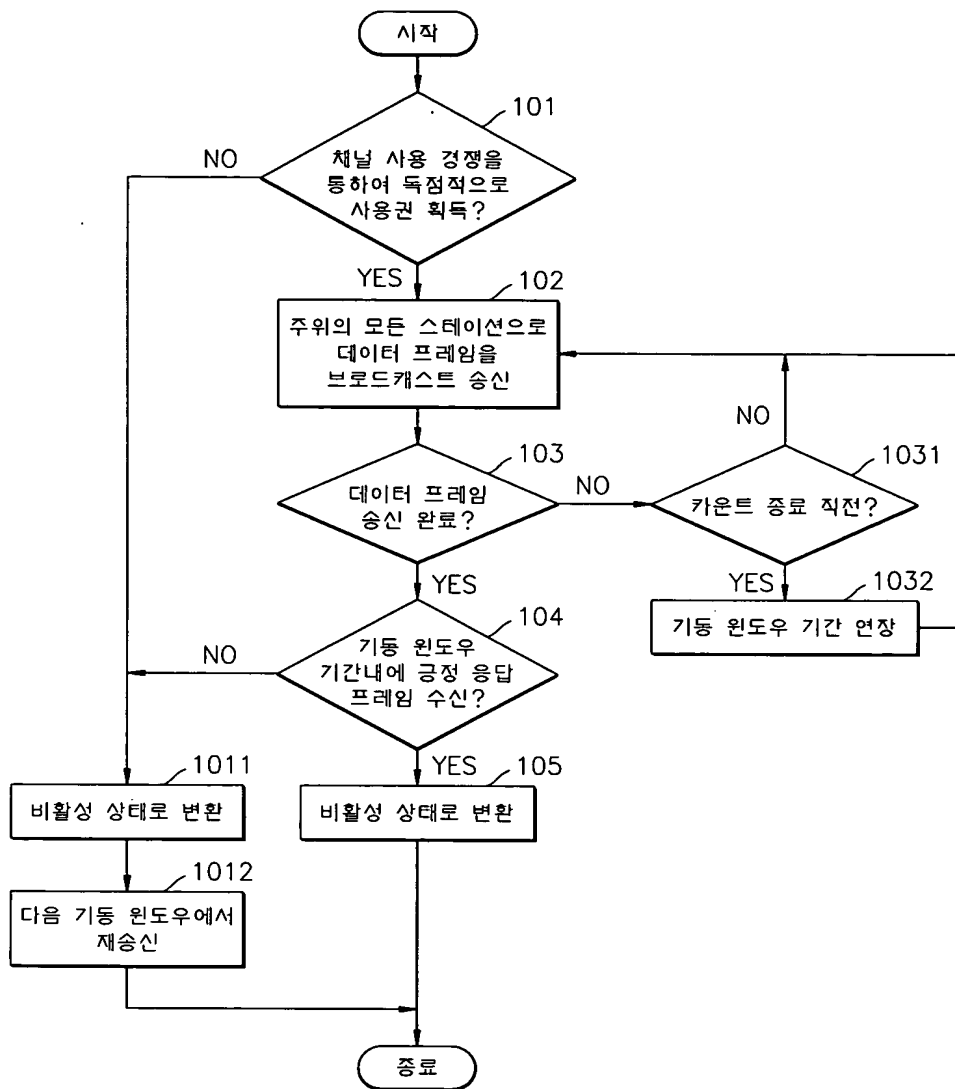 시작
101
채널 사용 경쟁을
통하여 독점적으로
사용권 획득?
NO
YES
102
주위의 모든 스테이션으로
데이터 프레임을
브로드캐스트 송신
NO
103
데이터 프레임
송신 완료?
NO
1031
카운트 종료 직전?
YES
YES
1032
기동 윈도우 기간 연장
104
기동 윈도우
기간내에 긍정 응답
프레임 수신?
NO
YES
1011
비활성 상태로 변환
105
비활성 상태로 변환
1012
다음 기동 윈도우에서
재송신
종료